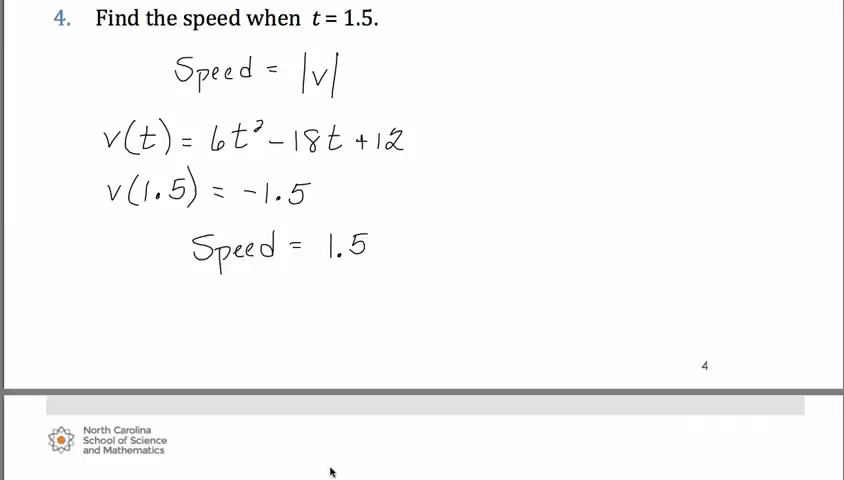 4. Find the speed when t = 1.5.
Speed = |v|
v(t) = 6t² - 18t + 12
v(1.5) = -1.5
Speed = 1.5
4
North Carolina
School of Science
and Mathematics